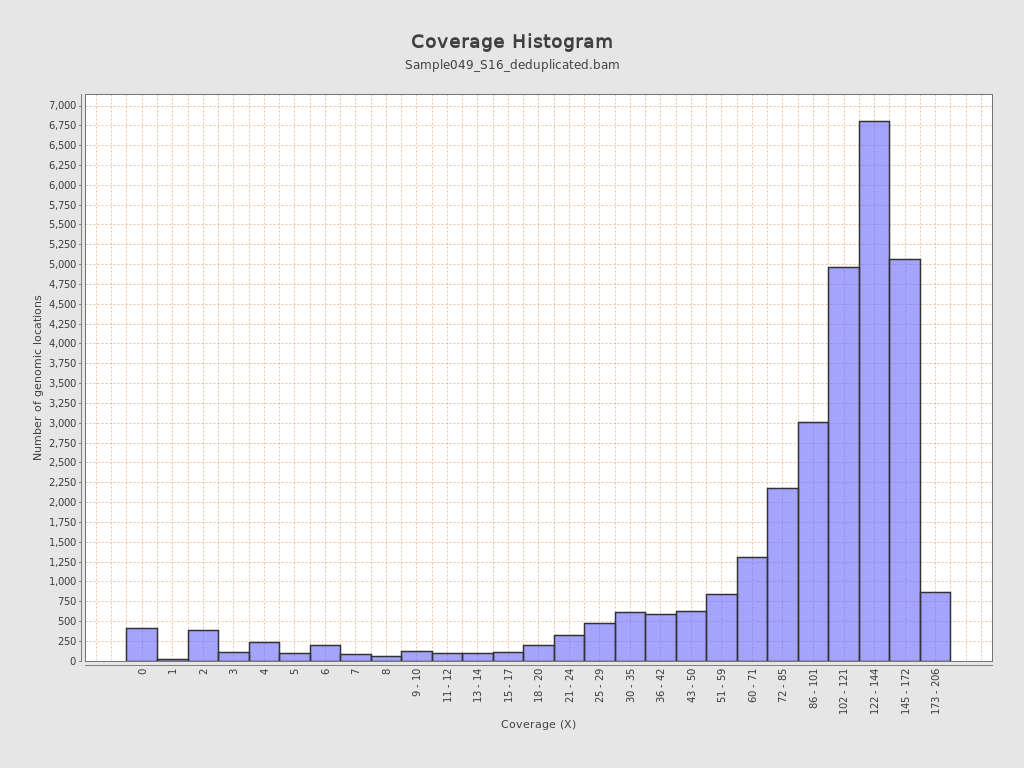 Coverage Histogram
Sample049_S16_deduplicated.bam
Number of genomic locations
7,000
6,750
6,500
6,250
6,000
5,750
5,500
5,250
5,000
4,750
4,500
4,250
4,000
3,750
3,500
3,250
3,000
2,750
2,500
2,250
2,000
1,750
1,500
1,250
1,000
750
500
250
0
0
1
2
3
4
5
6
7
8
9 - 10
11 - 12
13 - 14
15 - 17
18 - 20
21 - 24
25 - 29
30 - 35
36 - 42
43 - 50
51 - 59
60 - 71
72 - 85
86 - 101
102 - 121
122 - 144
145 - 172
173 - 206
Coverage (X)